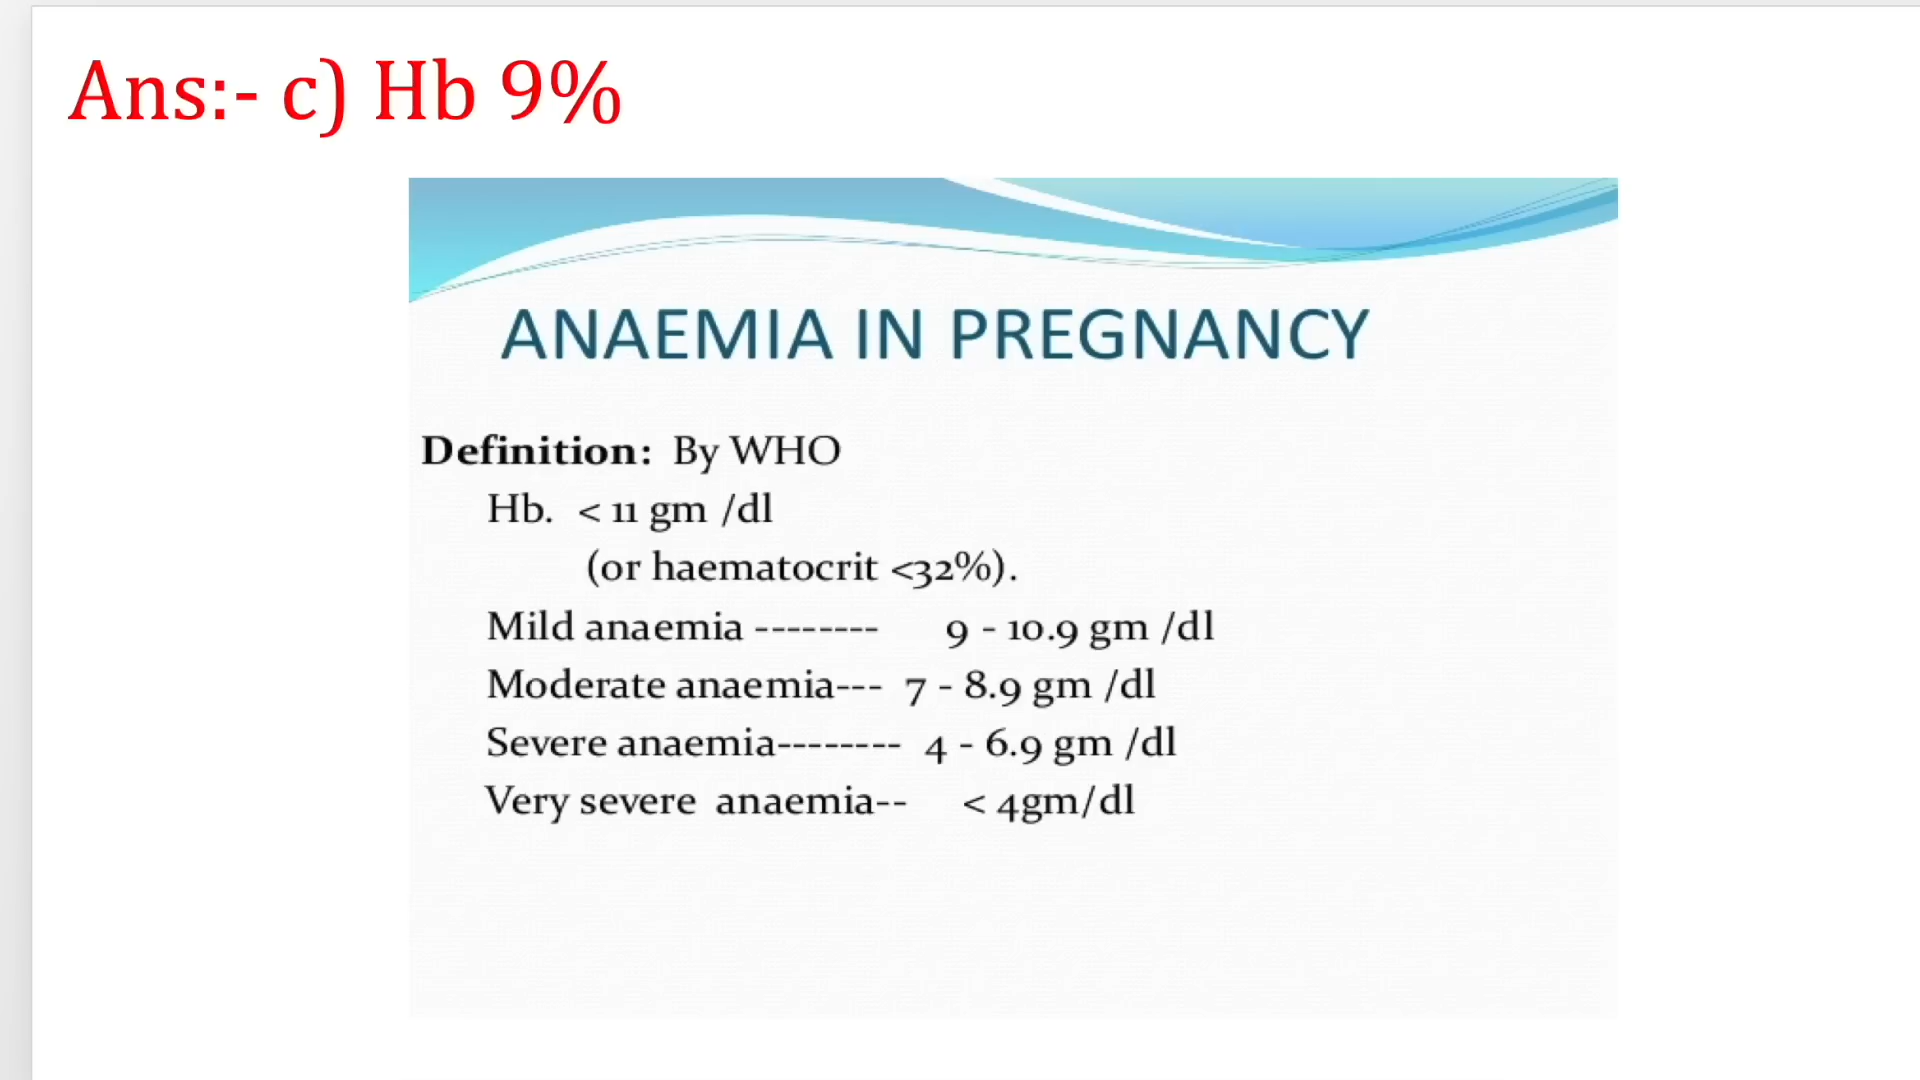 Ans:- c) Hb 9%
ANAEMIA IN PREGNANCY
Definition: By WHO
Hb. < 11 gm /dl
(or haematocrit <32%).
Mild anaemia -------- 9 - 10.9 gm /dl
Moderate anaemia--- 7 - 8.9 gm /dl
Severe anaemia-------- 4 - 6.9 gm /dl
Very severe anaemia-- < 4gm/dl